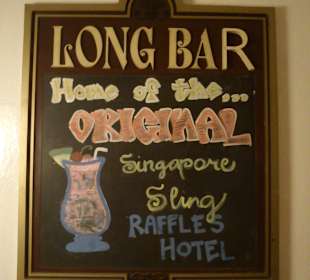 LONG BAR
Home of the...
ORIGINAL
Singapore
Sling
RAFFLES
HOTEL